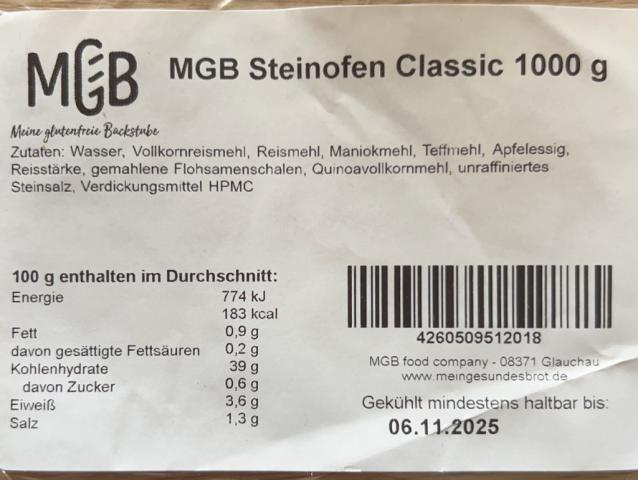 MGB
Meine glutenfreie Backstube
MGB Steinofen Classic 1000 g
Zutaten: Wasser, Vollkornreismehl, Reismehl, Maniokmehl, Teffmehl, Apfelessig,
Reisstärke, gemahlene Flohsamenschalen, Quinoavollkornmehl, unraffiniertes
Steinsalz, Verdickungsmittel HPMC
100 g enthalten im Durchschnitt:
Energie 774 kJ
183 kcal
Fett 0,9 g
davon gesättigte Fettsäuren 0,2 g
Kohlenhydrate 39 g
davon Zucker 0,6 g
Eiweiß 3,6 g
Salz 1,3 g
4260509512018
MGB food company - 08371 Glauchau
www.meingesundesbrot.de
Gekühlt mindestens haltbar bis:
06.11.2025